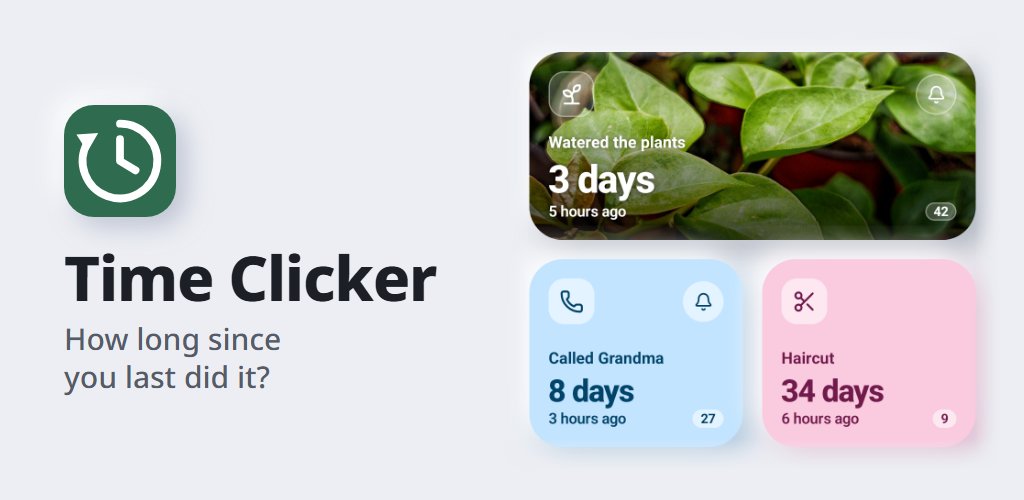 Time Clicker
How long since
you last did it?
Watered the plants
3 days
5 hours ago
42
Called Grandma
8 days
3 hours ago
27
Haircut
34 days
6 hours ago
9